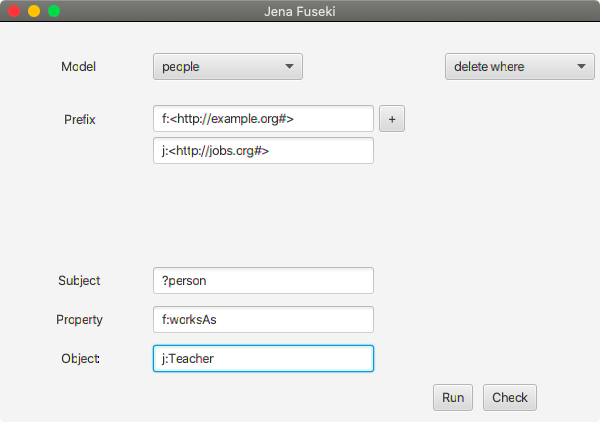 Jena Fuseki
Model people delete where
Prefix f:<http://example.org#> +
j:<http://jobs.org#>
Subject ?person
Property f:worksAs
Object: j:Teacher
Run Check